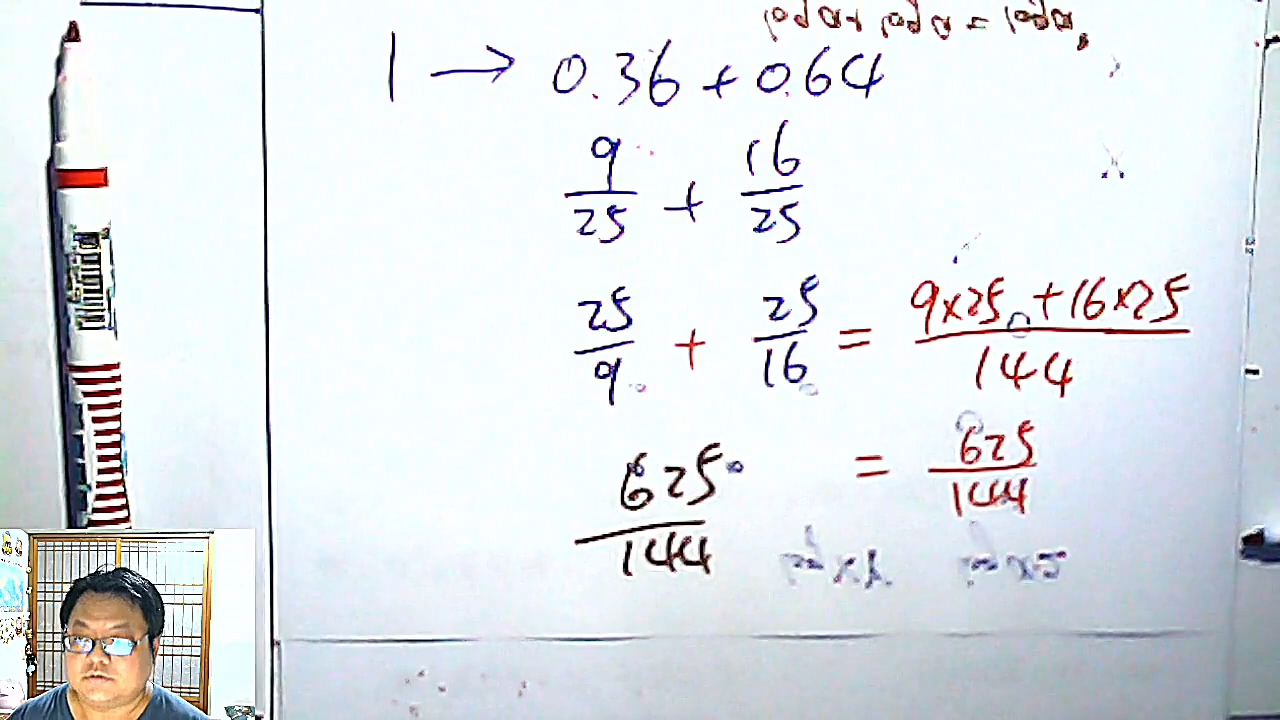 1 → 0.36 + 0.64
9/25 + 16/25
25/9 + 25/16 = 9×25 + 16×25/144
625/144 = 625/144